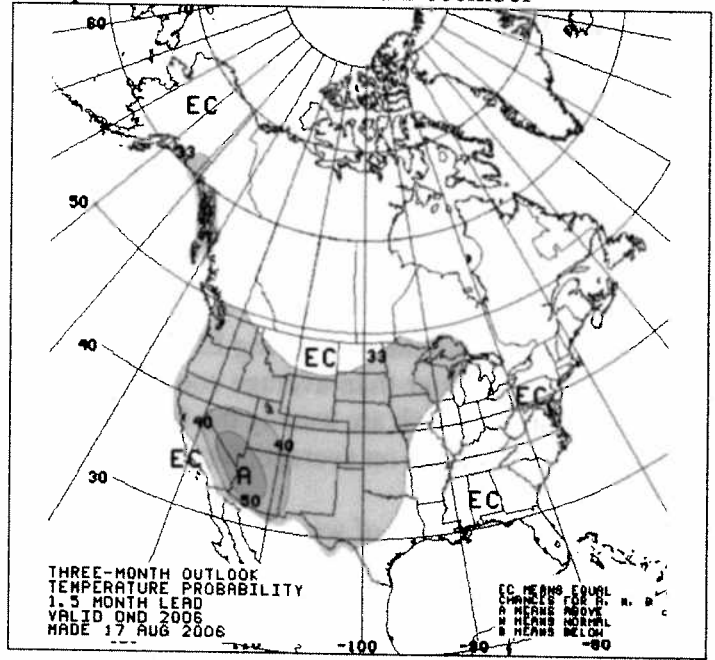 60
EC
33
50
40
EC
33
EC
40
40
EC
A
30
50
EC
THREE-MONTH OUTLOOK
TEMPERATURE PROBABILITY
1.5 MONTH LEAD
VALID OND 2006
MADE 17 AUG 2006
EC MEANS EQUAL
CHANCES FOR A, N, B
A MEANS ABOVE
N MEANS NORMAL
B MEANS BELOW
-100
-80